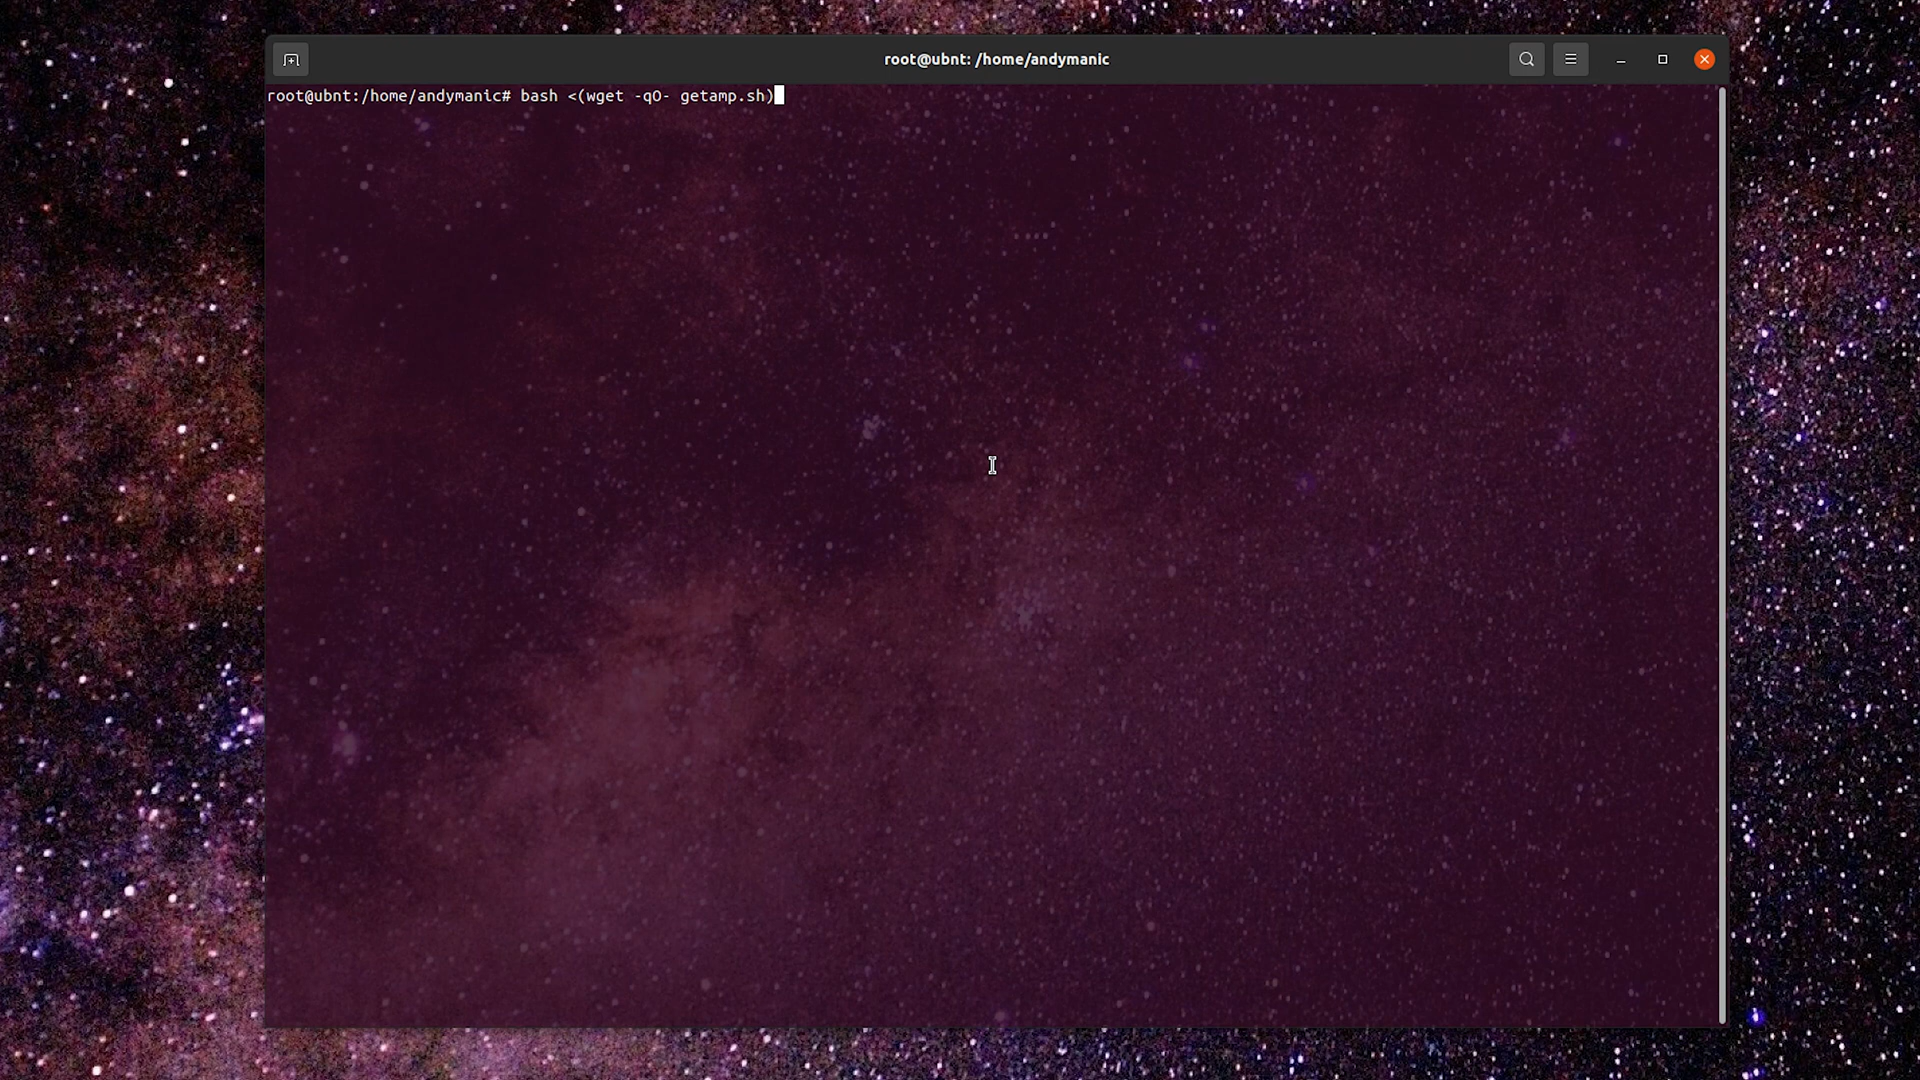 root@ubnt: /home/andymanic
root@ubnt:/home/andymanic# bash <(wget -qO- getamp.sh)